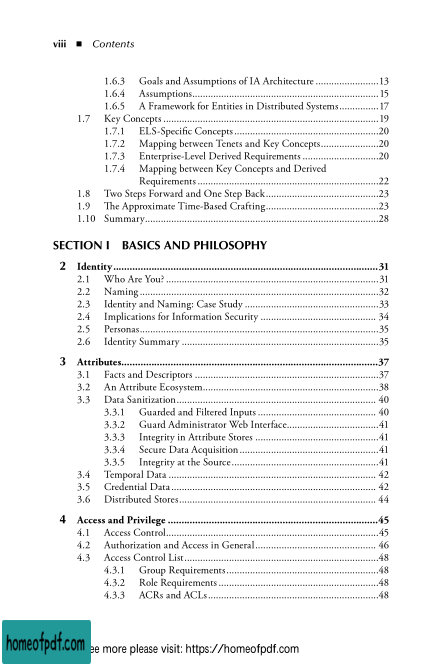 viii ■ Contents
1.6.3 Goals and Assumptions of IA Architecture ........................13
1.6.4 Assumptions......................................................................15
1.6.5 A Framework for Entities in Distributed Systems...............17
1.7 Key Concepts .................................................................................19
1.7.1 ELS-Specific Concepts ......................................................20
1.7.2 Mapping between Tenets and Key Concepts......................20
1.7.3 Enterprise-Level Derived Requirements .............................20
1.7.4 Mapping between Key Concepts and Derived
Requirements ....................................................................22
1.8 Two Steps Forward and One Step Back...........................................23
1.9 The Approximate Time-Based Crafting...........................................23
1.10 Summary........................................................................................28
SECTION I BASICS AND PHILOSOPHY
2 Identity....................................................................................................31
2.1 Who Are You? ................................................................................31
2.2 Naming ..........................................................................................32
2.3 Identity and Naming: Case Study ...................................................33
2.4 Implications for Information Security ............................................ 34
2.5 Personas..........................................................................................35
2.6 Identity Summary ..........................................................................35
3 Attributes.................................................................................................37
3.1 Facts and Descriptors ......................................................................37
3.2 An Attribute Ecosystem...................................................................38
3.3 Data Sanitization............................................................................ 40
3.3.1 Guarded and Filtered Inputs ............................................. 40
3.3.2 Guard Administrator Web Interface...................................41
3.3.3 Integrity in Attribute Stores ...............................................41
3.3.4 Secure Data Acquisition .....................................................41
3.3.5 Integrity at the Source........................................................41
3.4 Temporal Data ............................................................................... 42
3.5 Credential Data.............................................................................. 42
3.6 Distributed Stores........................................................................... 44
4 Access and Privilege ................................................................................45
4.1 Access Control................................................................................45
4.2 Authorization and Access in General.............................................. 46
4.3 Access Control List.........................................................................48
4.3.1 Group Requirements..........................................................48
4.3.2 Role Requirements ............................................................48
4.3.3 ACRs and ACLs.................................................................48
homeofpdf.com
ee more please visit: https://homeofpdf.com